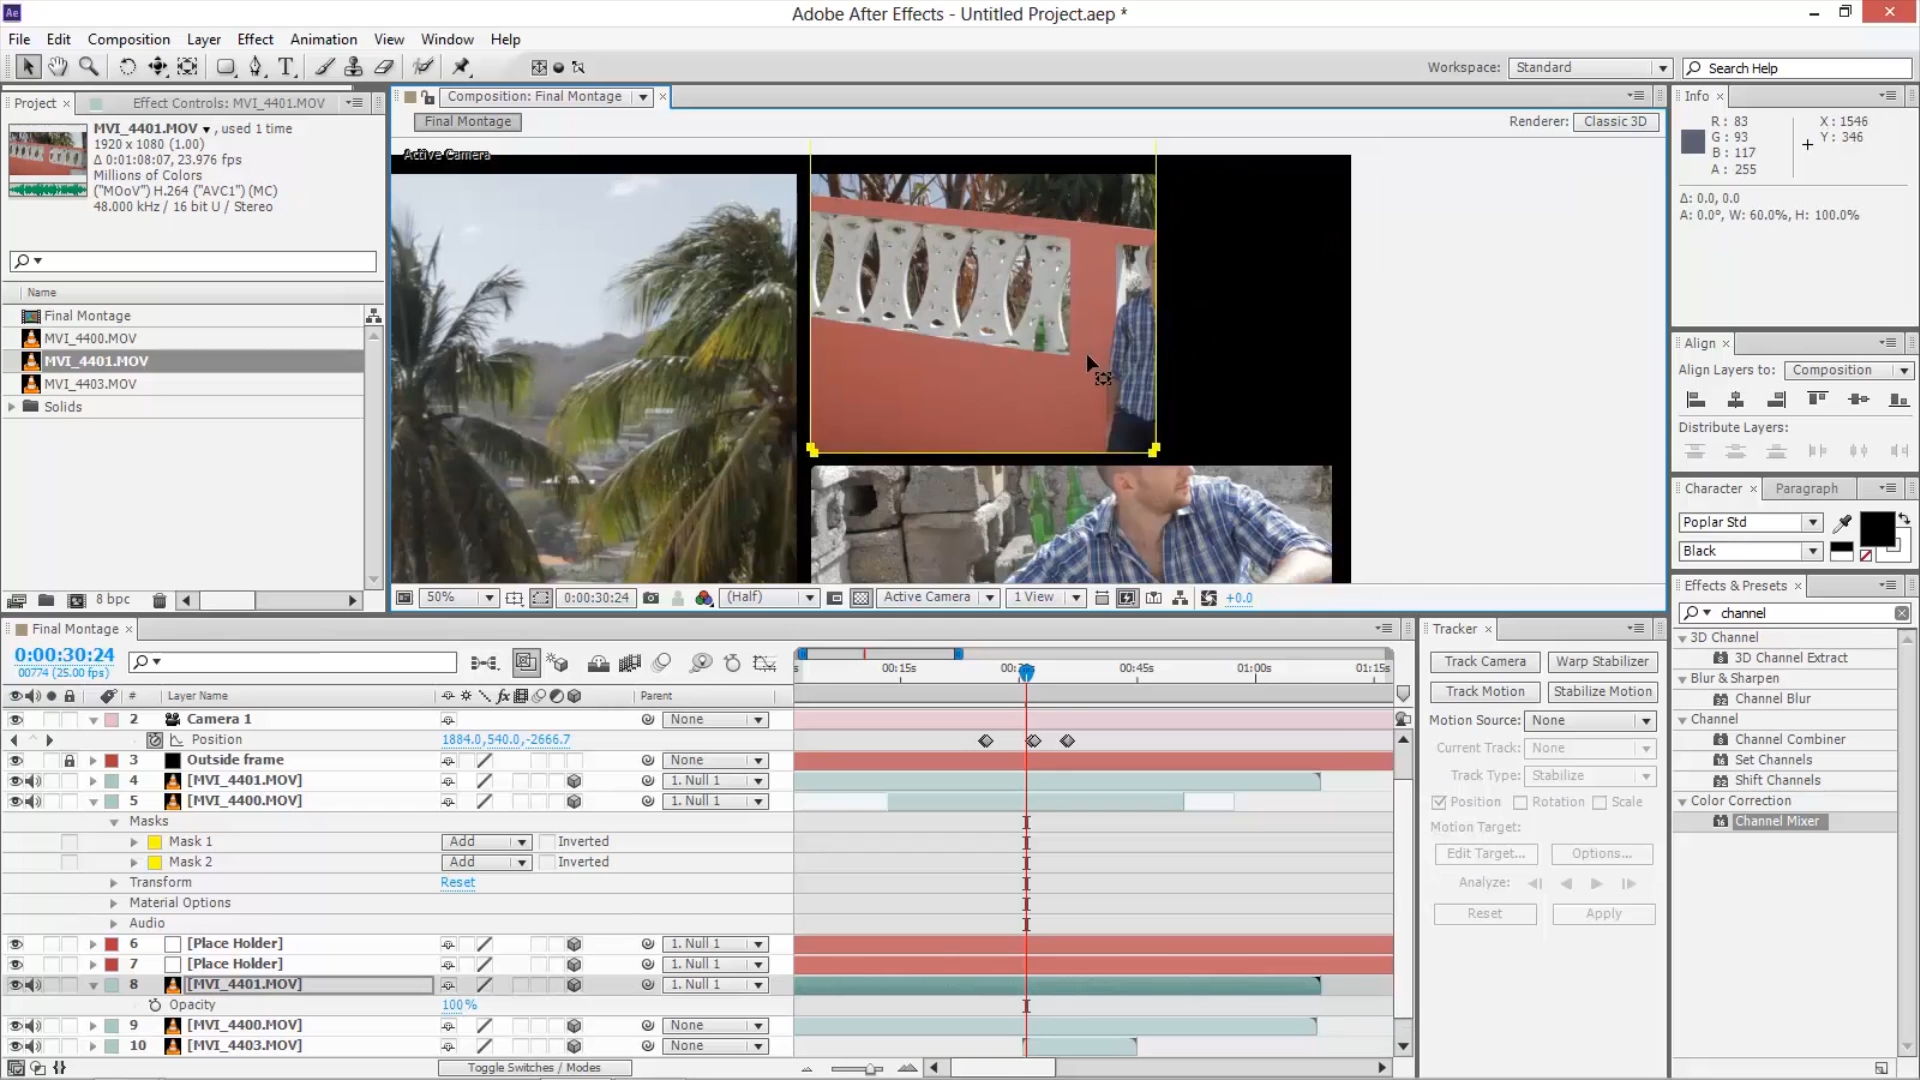 Ae
Adobe After Effects - Untitled Project.aep *
File Edit Composition Layer Effect Animation View Window Help
Workspace: Standard
Search Help
Project
Effect Controls: MVI_4401.MOV
MVI_4401.MOV , used 1 time
1920 x 1080 (1.00)
Δ 0:01:08:07, 23.976 fps
Millions of Colors
("MOoV") H.264 ("AVC1") (MC)
48.000 kHz / 16 bit U / Stereo
Name
Final Montage
MVI_4400.MOV
MVI_4401.MOV
MVI_4403.MOV
Solids
8 bpc
Composition: Final Montage
Final Montage
Renderer: Classic 3D
Active Camera
50%
0:00:30:24
(Half)
Active Camera
1 View
+0.0
Info
R: 83
G: 93
B: 117
A: 255
X: 1546
Y: 346
Δ: 0.0, 0.0
A: 0.0°, W: 60.0%, H: 100.0%
Align
Align Layers to: Composition
Distribute Layers:
Character
Paragraph
Poplar Std
Black
Effects & Presets
channel
3D Channel
3D Channel Extract
Blur & Sharpen
Channel Blur
Channel
Channel Combiner
Set Channels
Shift Channels
Color Correction
Channel Mixer
Final Montage
0:00:30:24
00774 (25.00 fps)
# Layer Name
Parent
00:15s 00:45s 01:00s 01:15s
2 Camera 1 None
Position 1884.0,540.0,-2666.7
3 Outside frame None
4 [MVI_4401.MOV] 1. Null 1
5 [MVI_4400.MOV] 1. Null 1
Masks
Mask 1 Add Inverted
Mask 2 Add Inverted
Transform Reset
Material Options
Audio
6 [Place Holder] 1. Null 1
7 [Place Holder] 1. Null 1
8 [MVI_4401.MOV] 1. Null 1
Opacity 100%
9 [MVI_4400.MOV] None
10 [MVI_4403.MOV] None
Toggle Switches / Modes
Tracker
Track Camera Warp Stabilizer
Track Motion Stabilize Motion
Motion Source: None
Current Track: None
Track Type: Stabilize
Position Rotation Scale
Motion Target:
Edit Target... Options...
Analyze:
Reset Apply